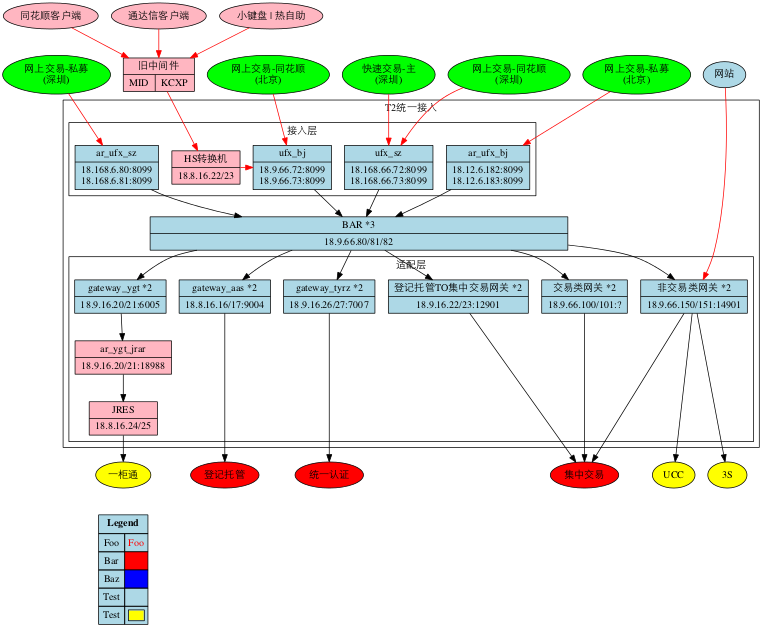 同花顺客户端
通达信客户端
小键盘|热自助
网上交易-私募
(深圳)
旧中间件
MID
KCXP
网上交易-同花顺
(北京)
快速交易-主
(深圳)
网上交易-同花顺
(深圳)
网上交易-私募
(北京)
网站
T2统一接入
接入层
ar_ufx_sz
18.168.6.80:8099
18.168.6.81:8099
HS转换机
18.8.16.22/23
ufx_bj
18.9.66.72:8099
18.9.66.73:8099
ufx_sz
18.168.66.72:8099
18.168.66.73:8099
ar_ufx_bj
18.12.6.182:8099
18.12.6.183:8099
BAR *3
18.9.66.80/81/82
适配层
gateway_ygt *2
18.9.16.20/21:6005
gateway_aas *2
18.8.16.16/17:9004
gateway_tyrz *2
18.9.16.26/27:7007
登记托管TO集中交易网关 *2
18.9.16.22/23:12901
交易类网关 *2
18.9.66.100/101:?
非交易类网关 *2
18.9.66.150/151:14901
ar_ygt_jrar
18.9.16.20/21:18988
JRES
18.8.16.24/25
一柜通
登记托管
统一认证
集中交易
UCC
3S
Legend
Foo
Foo
Bar
Baz
Test
Test